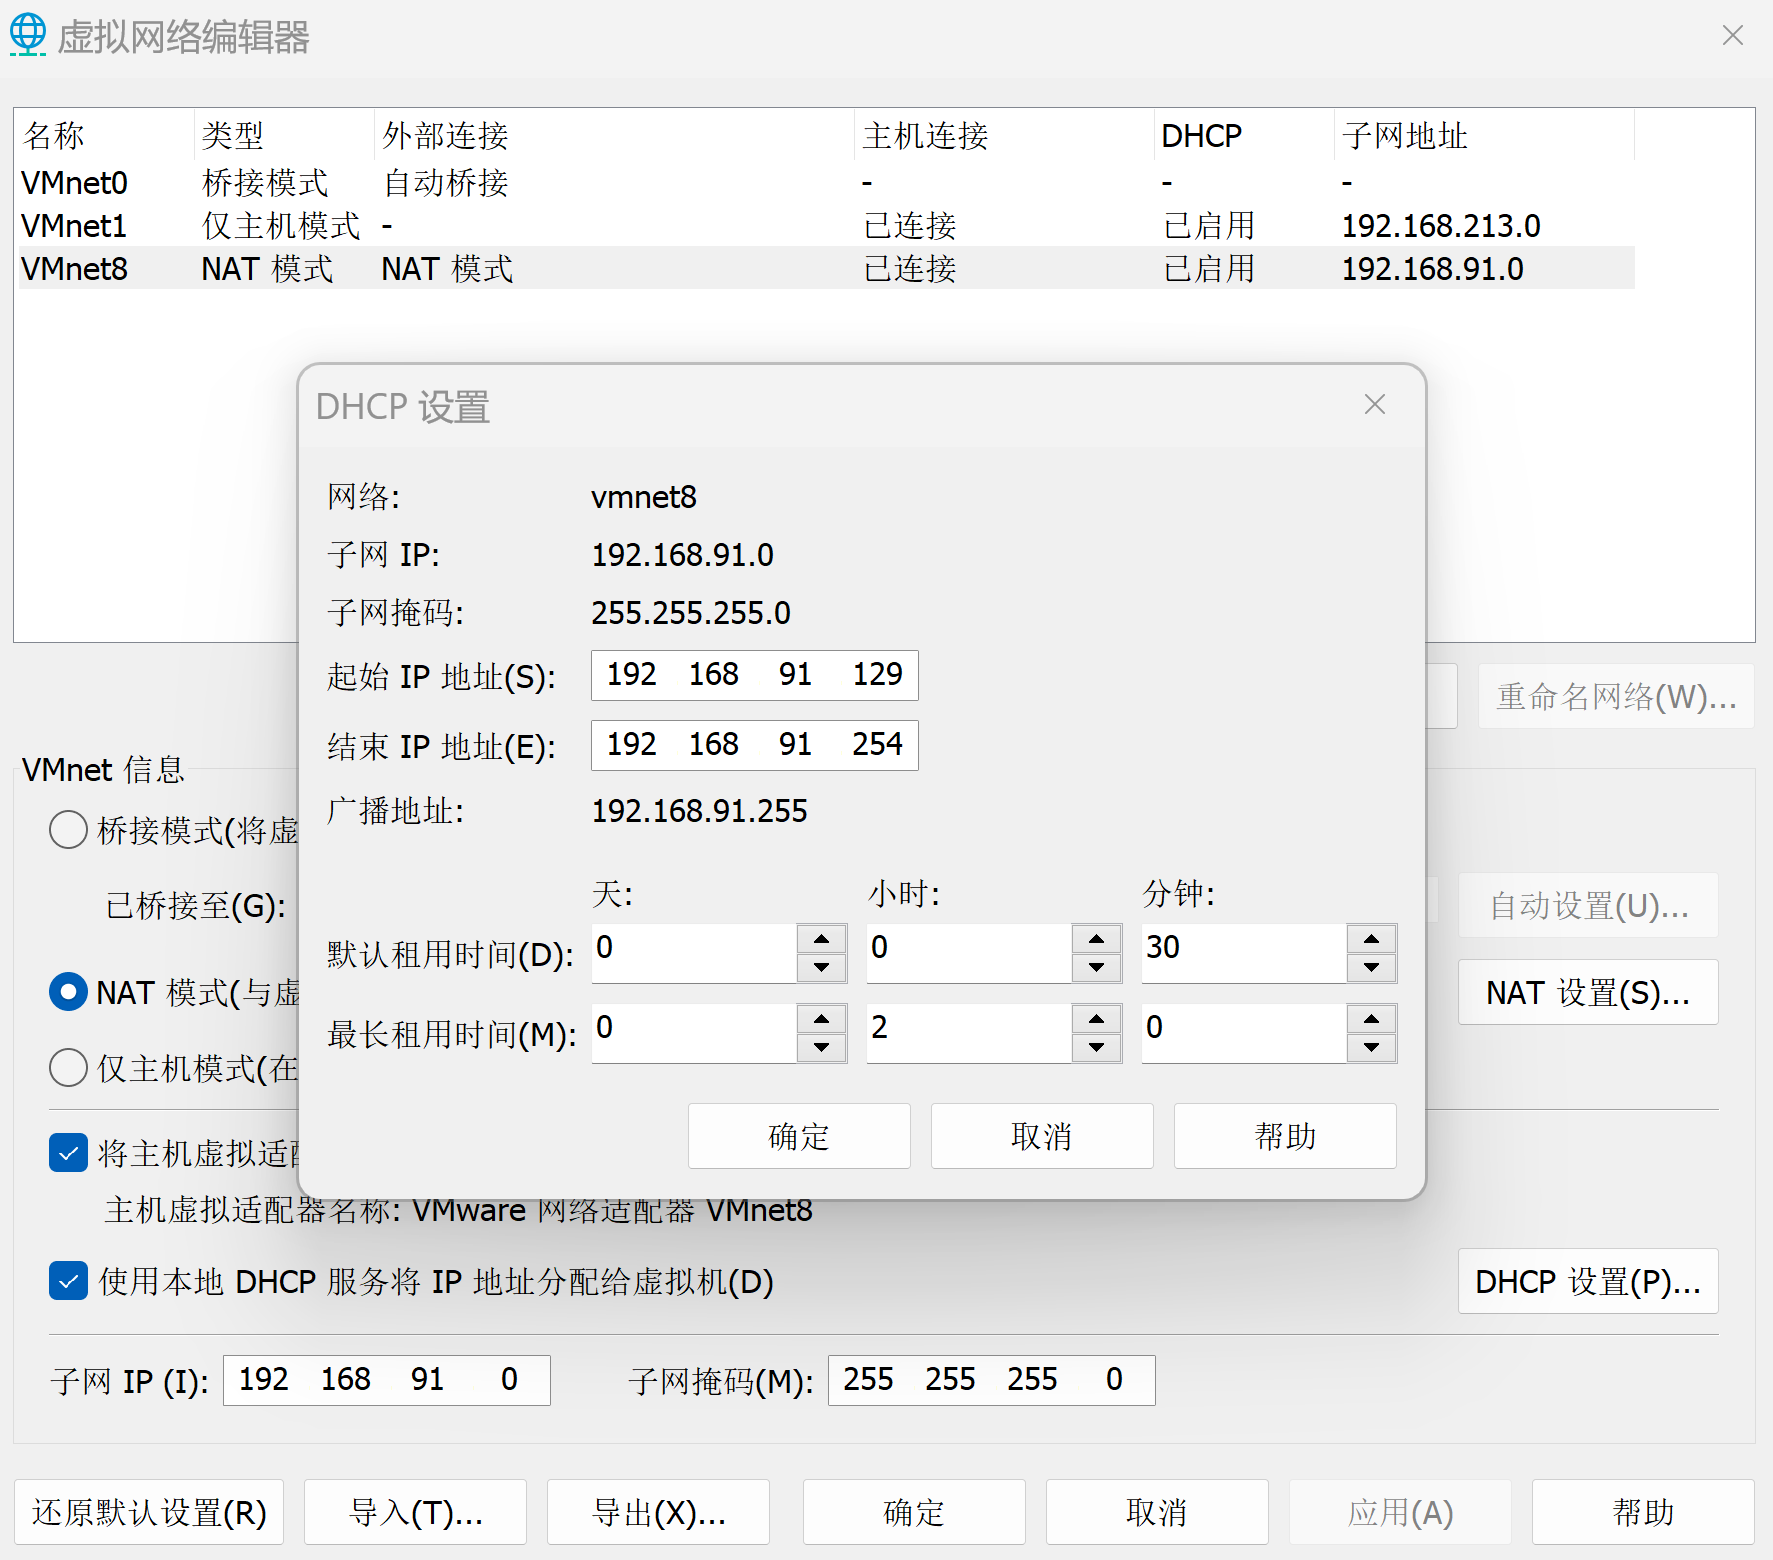 虚拟网络编辑器
名称 类型 外部连接 主机连接 DHCP 子网地址
VMnet0 桥接模式 自动桥接 - - -
VMnet1 仅主机模式 - 已连接 已启用 192.168.213.0
VMnet8 NAT 模式 NAT 模式 已连接 已启用 192.168.91.0
DHCP 设置
网络: vmnet8
子网 IP: 192.168.91.0
子网掩码: 255.255.255.0
起始 IP 地址(S): 192 168 91 129
结束 IP 地址(E): 192 168 91 254
广播地址: 192.168.91.255
天: 小时: 分钟:
默认租用时间(D): 0 0 30
最长租用时间(M): 0 2 0
确定 取消 帮助
重命名网络(W)...
VMnet 信息
桥接模式(将虚
已桥接至(G): 自动设置(U)...
NAT 模式(与虚 NAT 设置(S)...
仅主机模式(在
将主机虚拟适
主机虚拟适配器名称: VMware 网络适配器 VMnet8
使用本地 DHCP 服务将 IP 地址分配给虚拟机(D) DHCP 设置(P)...
子网 IP (I): 192 168 91 0 子网掩码(M): 255 255 255 0
还原默认设置(R) 导入(T)... 导出(X)... 确定 取消 应用(A) 帮助